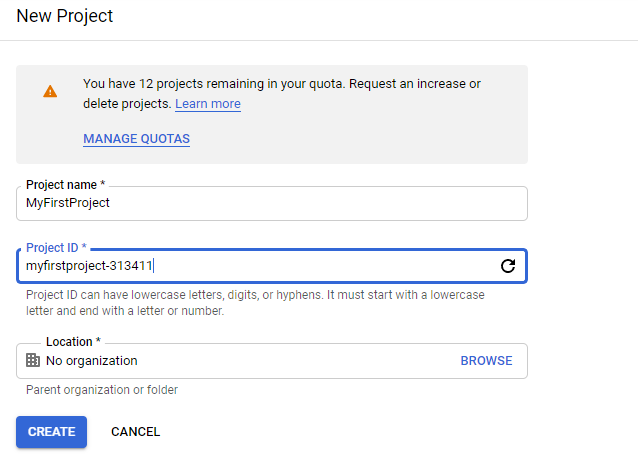 New Project
You have 12 projects remaining in your quota. Request an increase or
delete projects. Learn more
MANAGE QUOTAS
Project name *
MyFirstProject
Project ID *
myfirstproject-313411
Project ID can have lowercase letters, digits, or hyphens. It must start with a lowercase
letter and end with a letter or number.
Location *
No organization BROWSE
Parent organization or folder
CREATE CANCEL